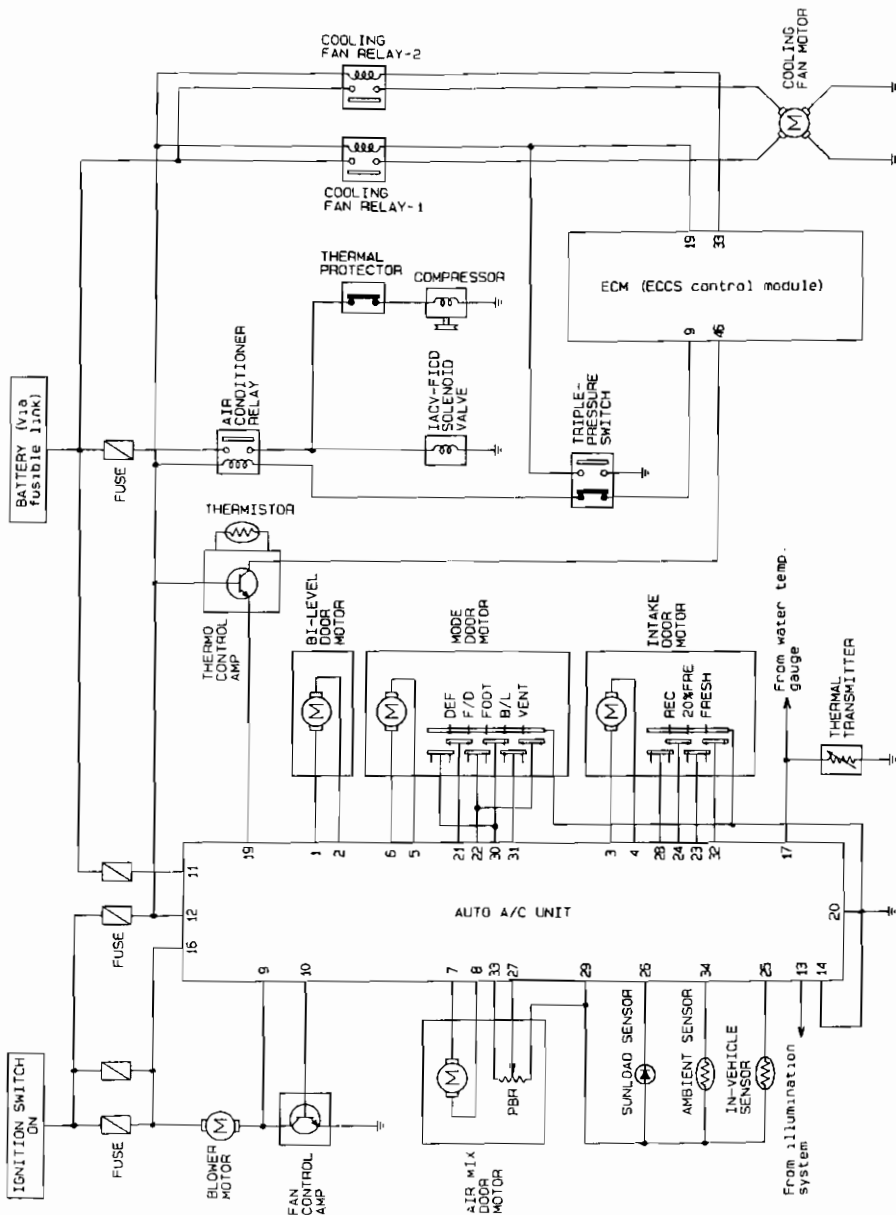 COOLING
FAN RELAY-2
COOLING
FAN RELAY-1
COOLING
FAN MOTOR
M
THERMAL
PROTECTOR
COMPRESSOR
19
33
ECM (ECCS control module)
9
46
BATTERY (Via
fusible link)
FUSE
AIR
CONDITIONER
RELAY
IACV-FICD
SOLENOID
VALVE
TRIPLE-
PRESSURE
SWITCH
THERMISTOR
THERMO
CONTROL
AMP
BI-LEVEL
DOOR
MOTOR
M
MODE
DOOR
MOTOR
M
DEF
F/D
FOOT
B/L
VENT
INTAKE
DOOR
MOTOR
M
REC
20%FRE
FRESH
From water temp.
gauge
THERMAL
TRANSMITTER
19
1
2
6
5
21
22
30
31
3
4
28
24
23
32
17
11
12
16
FUSE
AUTO A/C UNIT
20
9
10
7
8
33
27
29
26
34
25
13
14
IGNITION SWITCH
ON
FUSE
BLOWER
MOTOR
M
FAN
CONTROL
AMP
AIR MIX
DOOR
MOTOR
M
PBR
SUNLOAD SENSOR
AMBIENT SENSOR
IN-VEHICLE
SENSOR
From illumination
system